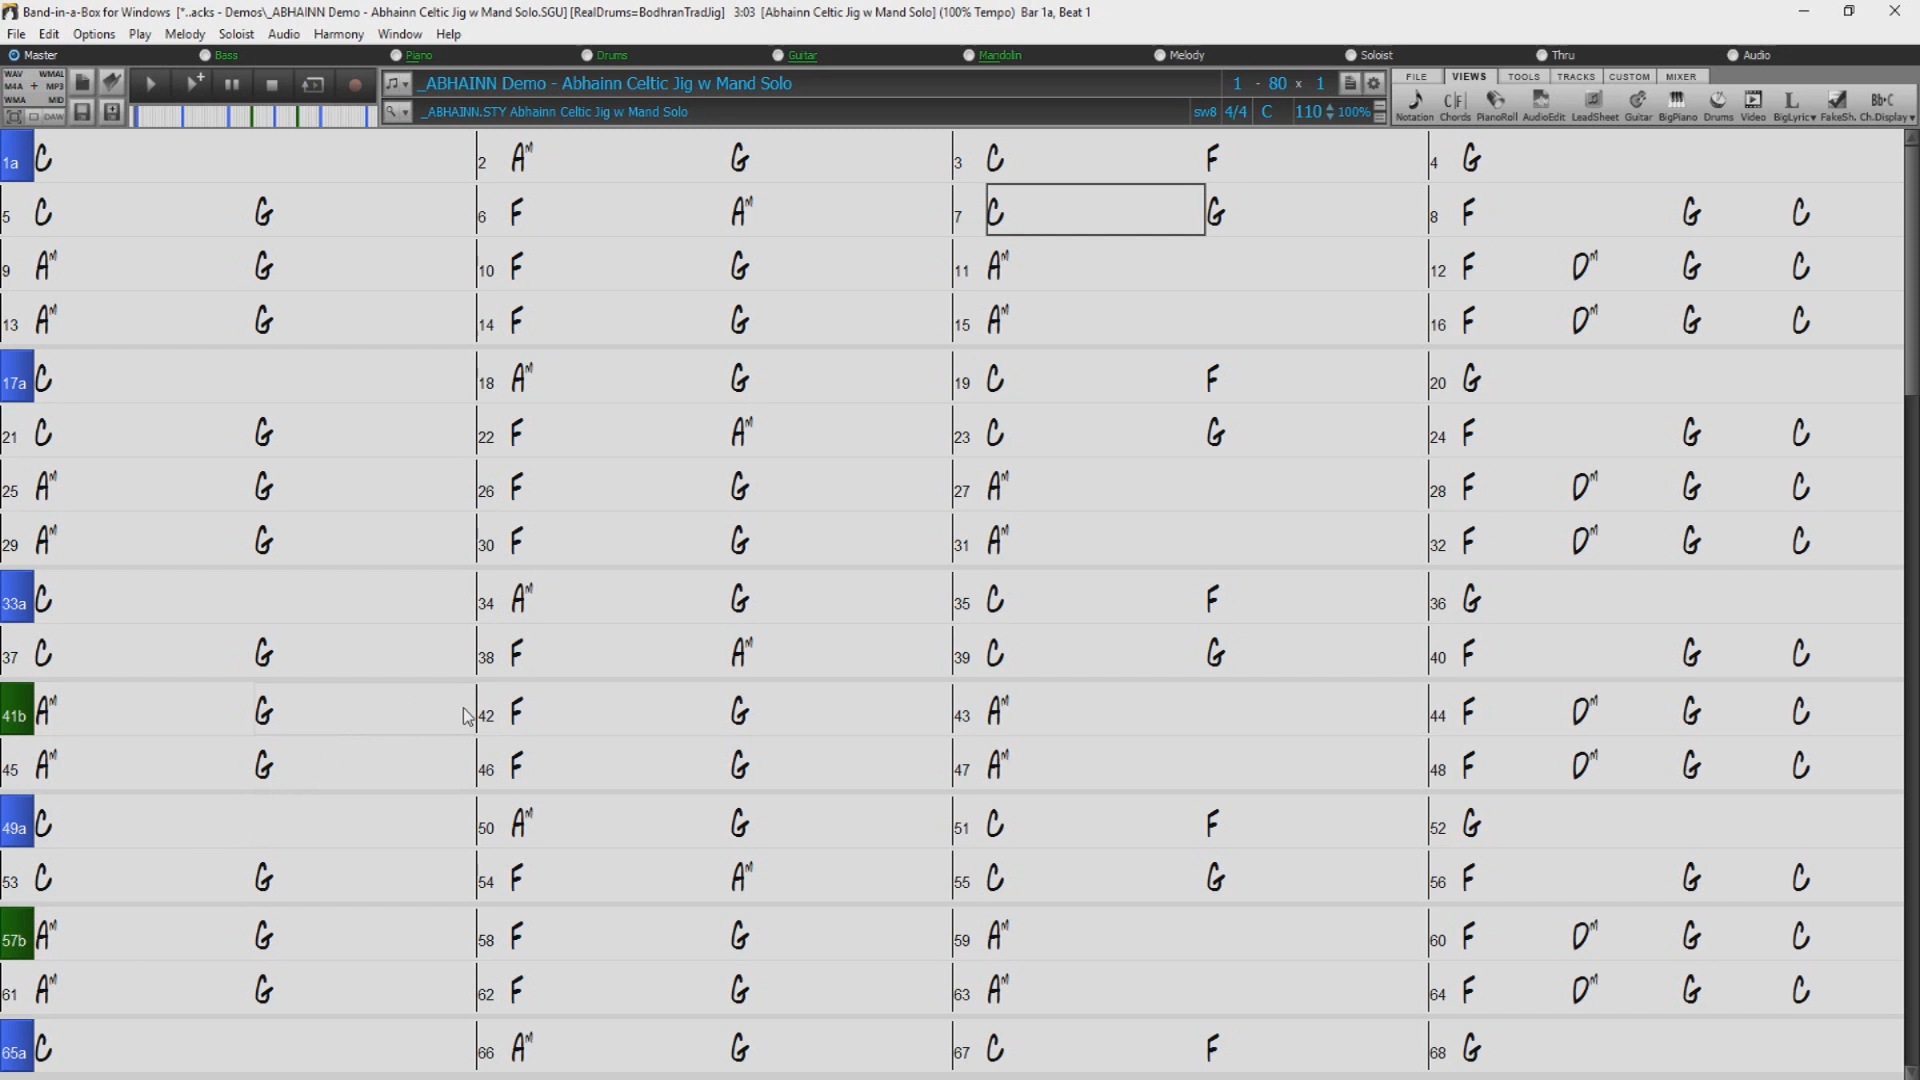 Band-in-a-Box for Windows [*..acks - Demos\_ABHAINN Demo - Abhainn Celtic Jig w Mand Solo.SGU] [RealDrums=BodhranTradJig] 3:03 [Abhainn Celtic Jig w Mand Solo] (100% Tempo) Bar 1a, Beat 1
File Edit Options Play Melody Soloist Audio Harmony Window Help
Master Bass Piano Drums Guitar Mandolin Melody Soloist Thru Audio
WAV WMAL
M4A + MP3
WMA MID
DAW
_ABHAINN Demo - Abhainn Celtic Jig w Mand Solo 1 - 80 x 1
_ABHAINN.STY Abhainn Celtic Jig w Mand Solo sw8 4/4 C 110 100%
FILE VIEWS TOOLS TRACKS CUSTOM MIXER
Notation Chords PianoRoll AudioEdit LeadSheet Guitar BigPiano Drums Video BigLyric FakeSh. Ch.Display
1a C 2 Am G 3 C F 4 G
5 C G 6 F Am 7 C G 8 F G C
9 Am G 10 F G 11 Am 12 F Dm G C
13 Am G 14 F G 15 Am 16 F Dm G C
17a C 18 Am G 19 C F 20 G
21 C G 22 F Am 23 C G 24 F G C
25 Am G 26 F G 27 Am 28 F Dm G C
29 Am G 30 F G 31 Am 32 F Dm G C
33a C 34 Am G 35 C F 36 G
37 C G 38 F Am 39 C G 40 F G C
41b Am G 42 F G 43 Am 44 F Dm G C
45 Am G 46 F G 47 Am 48 F Dm G C
49a C 50 Am G 51 C F 52 G
53 C G 54 F Am 55 C G 56 F G C
57b Am G 58 F G 59 Am 60 F Dm G C
61 Am G 62 F G 63 Am 64 F Dm G C
65a C 66 Am G 67 C F 68 G